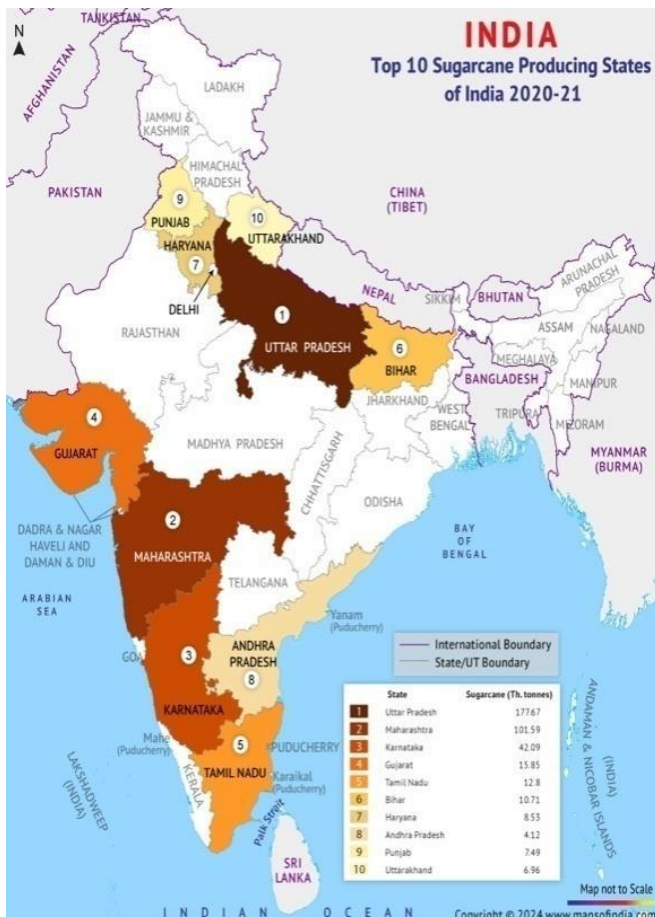 INDIA
Top 10 Sugarcane Producing States
of India 2020-21
N
TAJIKISTAN
AFGHANISTAN
PAKISTAN
CHINA
(TIBET)
LADAKH
JAMMU &
KASHMIR
HIMACHAL
PRADESH
9
PUNJAB
10
UTTARAKHAND
HARYANA
7
DELHI
RAJASTHAN
1
UTTAR PRADESH
NEPAL
SIKKIM
BHUTAN
ARUNACHAL
PRADESH
ASSAM
NAGALAND
MEGHALAYA
MANIPUR
BANGLADESH
TRIPURA
MIZORAM
MYANMAR
(BURMA)
6
BIHAR
JHARKHAND
WEST
BENGAL
4
GUJARAT
MADHYA PRADESH
CHHATTISGARH
ODISHA
DADRA & NAGAR
HAVELI AND
DAMAN & DIU
2
MAHARASHTRA
TELANGANA
BAY
OF
BENGAL
ARABIAN
SEA
Yanam
(Puducherry)
GOA
3
KARNATAKA
ANDHRA
PRADESH
8
Mahe
(Puducherry)
5
TAMIL NADU
PUDUCHERRY
Karaikal
(Puducherry)
KERALA
LAKSHADWEEP
(INDIA)
Palk Streit
SRI
LANKA
ANDAMAN & NICOBAR ISLANDS
(INDIA)
International Boundary
State/UT Boundary
State Sugarcane (Th. tonnes)
1 Uttar Pradesh 177.67
2 Maharashtra 101.59
3 Karnataka 42.09
4 Gujarat 15.85
5 Tamil Nadu 12.8
6 Bihar 10.71
7 Haryana 8.53
8 Andhra Pradesh 4.12
9 Punjab 7.49
10 Uttarakhand 6.96
Map not to Scale
INDIAN OCEAN
Copyright © 2024 www.mapsofindia.com